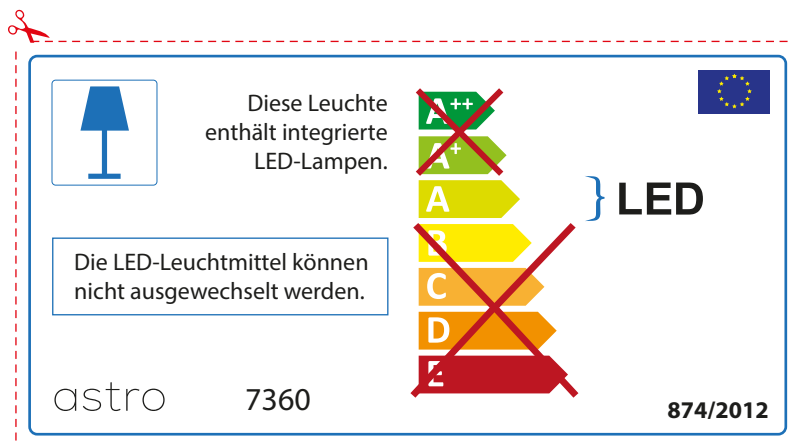 Diese Leuchte
enthält integrierte
LED-Lampen.
Die LED-Leuchtmittel können
nicht ausgewechselt werden.
A++
A+
A
B
C
D
E
LED
astro
7360
874/2012